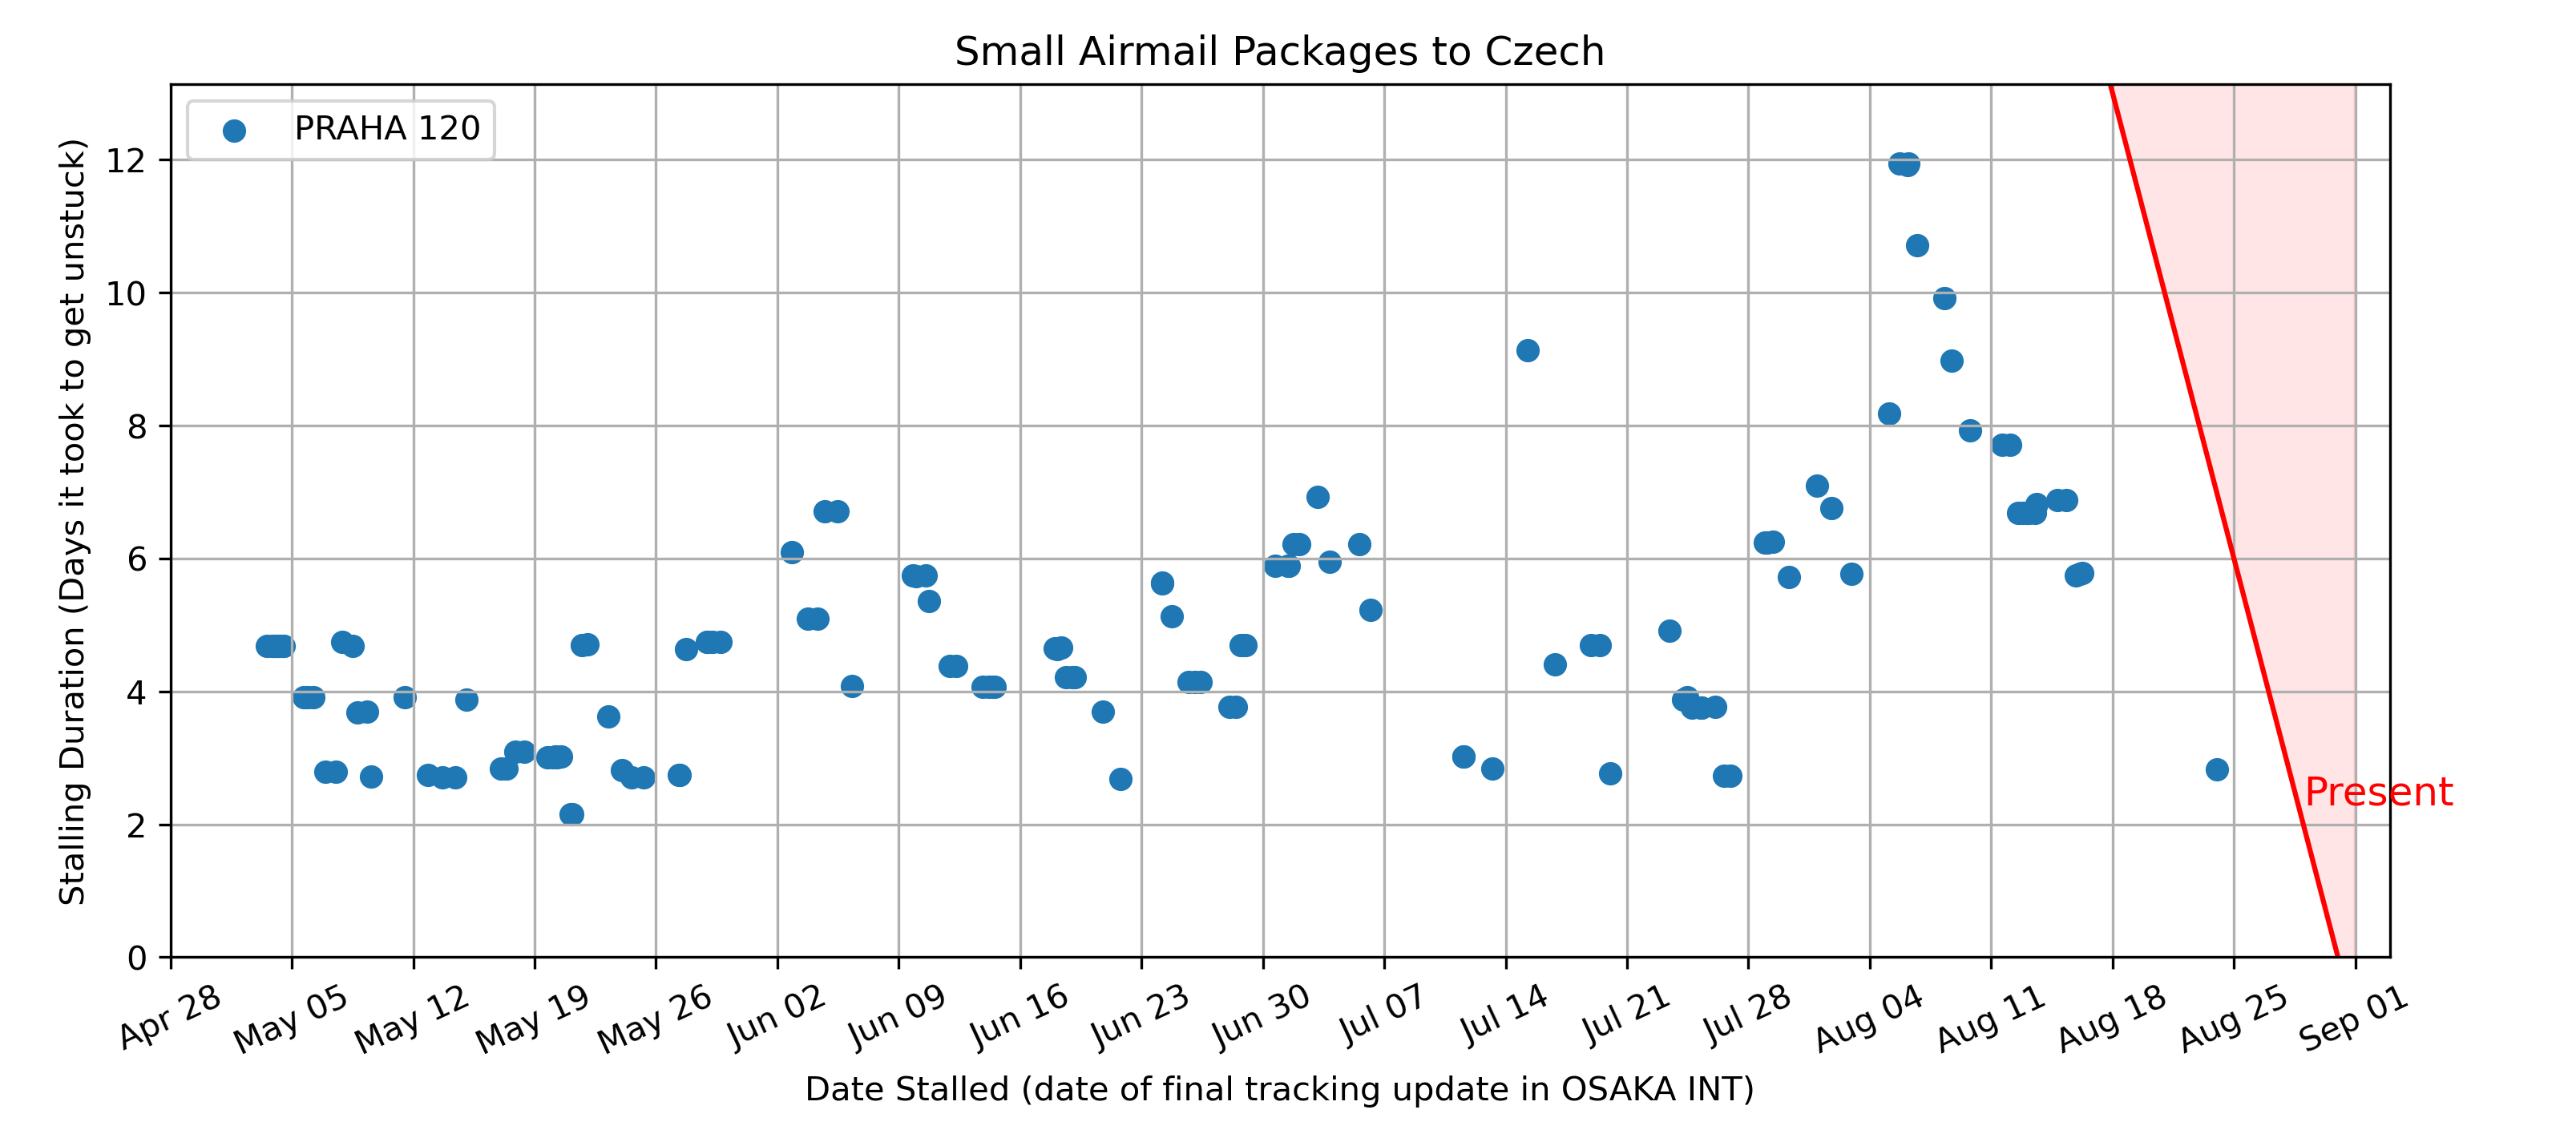 Small Airmail Packages to Czech
PRAHA 120
Stalling Duration (Days it took to get unstuck)
12
10
8
6
4
2
0
Present
Apr 28
May 05
May 12
May 19
May 26
Jun 02
Jun 09
Jun 16
Jun 23
Jun 30
Jul 07
Jul 14
Jul 21
Jul 28
Aug 04
Aug 11
Aug 18
Aug 25
Sep 01
Date Stalled (date of final tracking update in OSAKA INT)